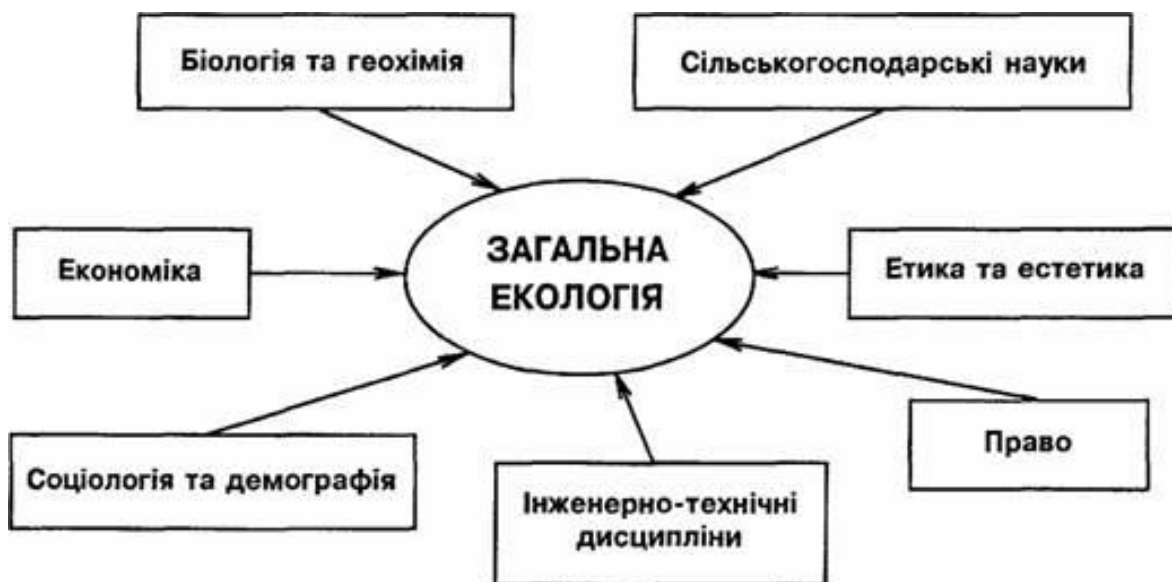 Біологія та геохімія
Сільськогосподарські науки
ЗАГАЛЬНА
ЕКОЛОГІЯ
Економіка
Етика та естетика
Соціологія та демографія
Право
Інженерно-технічні
дисципліни